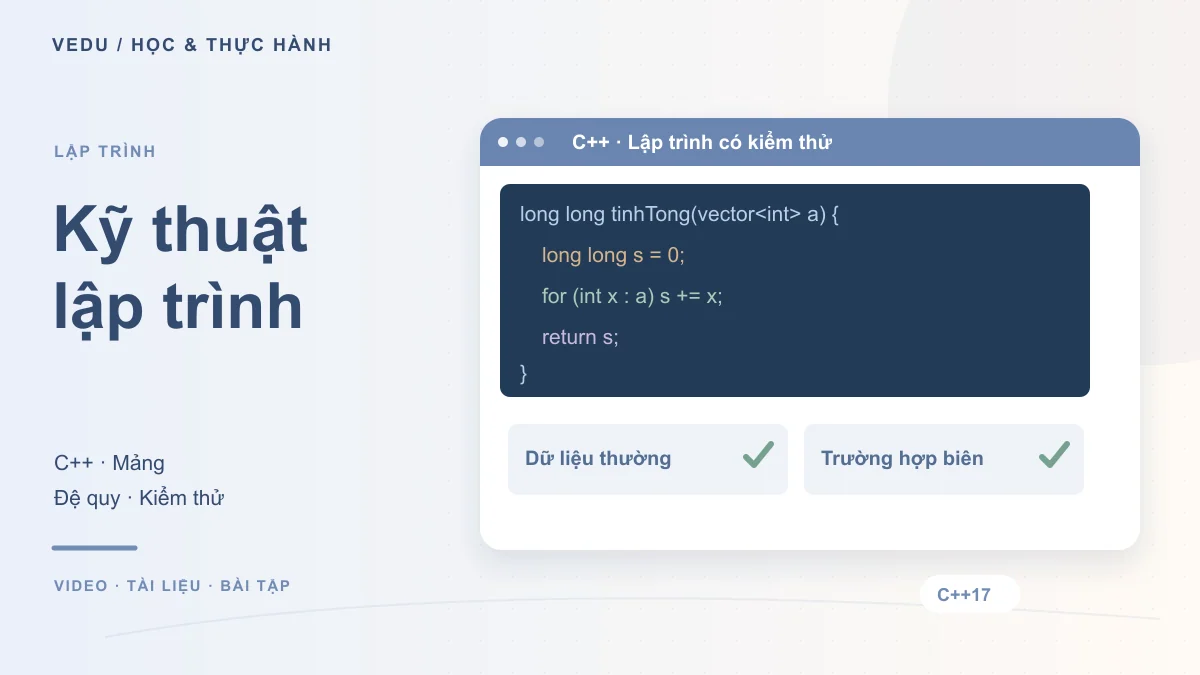 VEDU / HỌC & THỰC HÀNH
LẬP TRÌNH
Kỹ thuật
lập trình
C++ · Mảng
Đệ quy · Kiểm thử
VIDEO · TÀI LIỆU · BÀI TẬP
C++ · Lập trình có kiểm thử
long long tinhTong(vector<int> a) {
long long s = 0;
for (int x : a) s += x;
return s;
}
Dữ liệu thường
Trường hợp biên
C++17